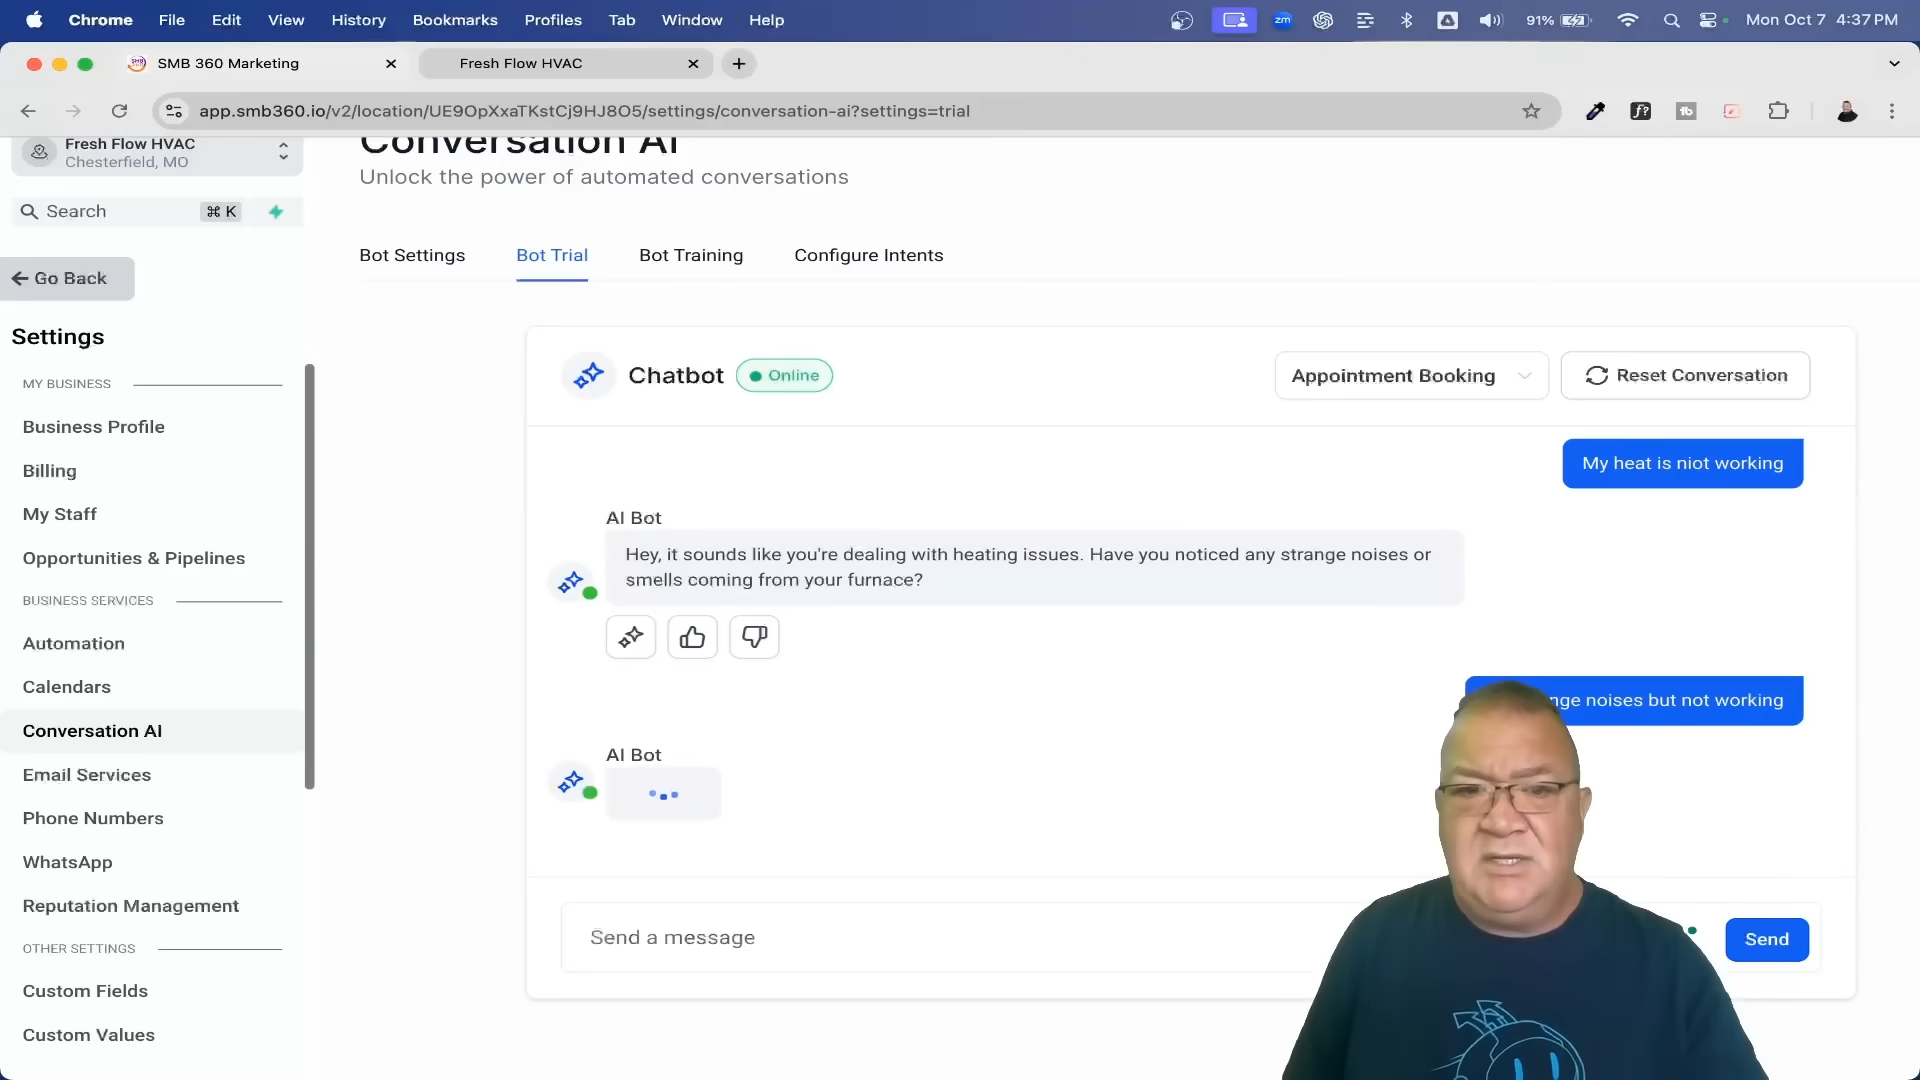 Chrome File Edit View History Bookmarks Profiles Tab Window Help zm 91% Mon Oct 7 4:37 PM
SMB 360 Marketing
Fresh Flow HVAC
app.smb360.io/v2/location/UE9OpXxaTKstCj9HJ8O5/settings/conversation-ai?settings=trial
f?
tb
Fresh Flow HVAC
Chesterfield, MO
Search
⌘ K
Go Back
Settings
MY BUSINESS
Business Profile
Billing
My Staff
Opportunities & Pipelines
BUSINESS SERVICES
Automation
Calendars
Conversation AI
Email Services
Phone Numbers
WhatsApp
Reputation Management
OTHER SETTINGS
Custom Fields
Custom Values
Conversation AI
Unlock the power of automated conversations
Bot Settings
Bot Trial
Bot Training
Configure Intents
Chatbot
Online
Appointment Booking
Reset Conversation
My heat is niot working
AI Bot
Hey, it sounds like you're dealing with heating issues. Have you noticed any strange noises or
smells coming from your furnace?
noises but not working
AI Bot
Send a message
Send